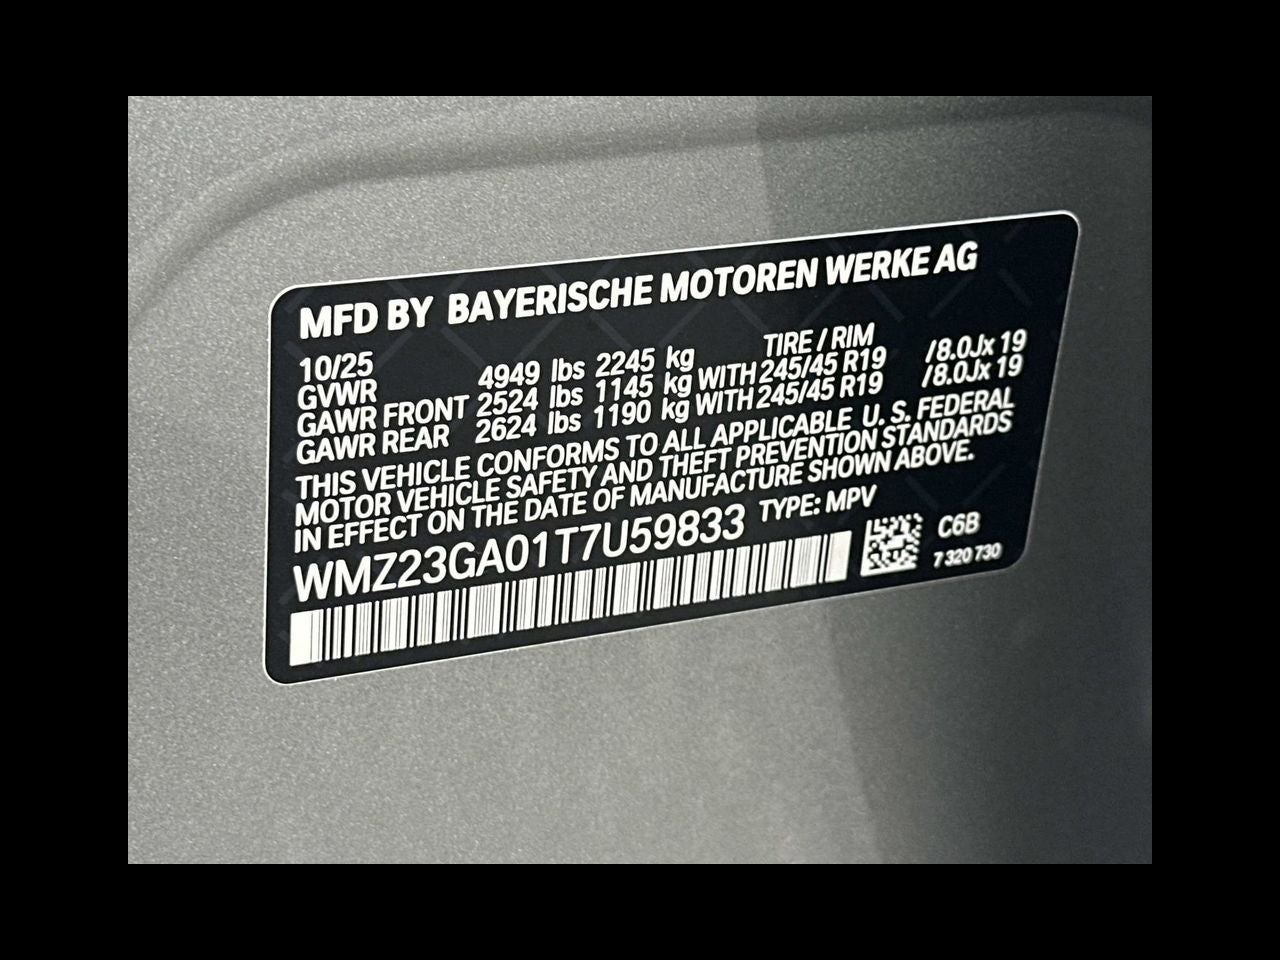 MFD BY BAYERISCHE MOTOREN WERKE AG
10/25 TIRE / RIM
GVWR 4949 lbs 2245 kg
GAWR FRONT 2524 lbs 1145 kg WITH 245/45 R19 /8.0Jx 19
GAWR REAR 2624 lbs 1190 kg WITH 245/45 R19 /8.0Jx 19
THIS VEHICLE CONFORMS TO ALL APPLICABLE U. S. FEDERAL
MOTOR VEHICLE SAFETY AND THEFT PREVENTION STANDARDS
IN EFFECT ON THE DATE OF MANUFACTURE SHOWN ABOVE.
WMZ23GA01T7U59833 TYPE: MPV
C6B
7 320 730